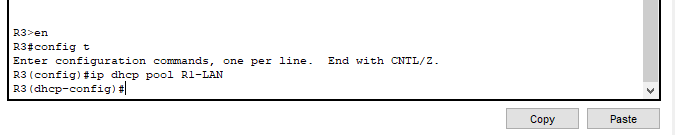 R3>en
R3#config t
Enter configuration commands, one per line.  End with CNTL/Z.
R3(config)#ip dhcp pool R1-LAN
R3(dhcp-config)#
Copy
Paste